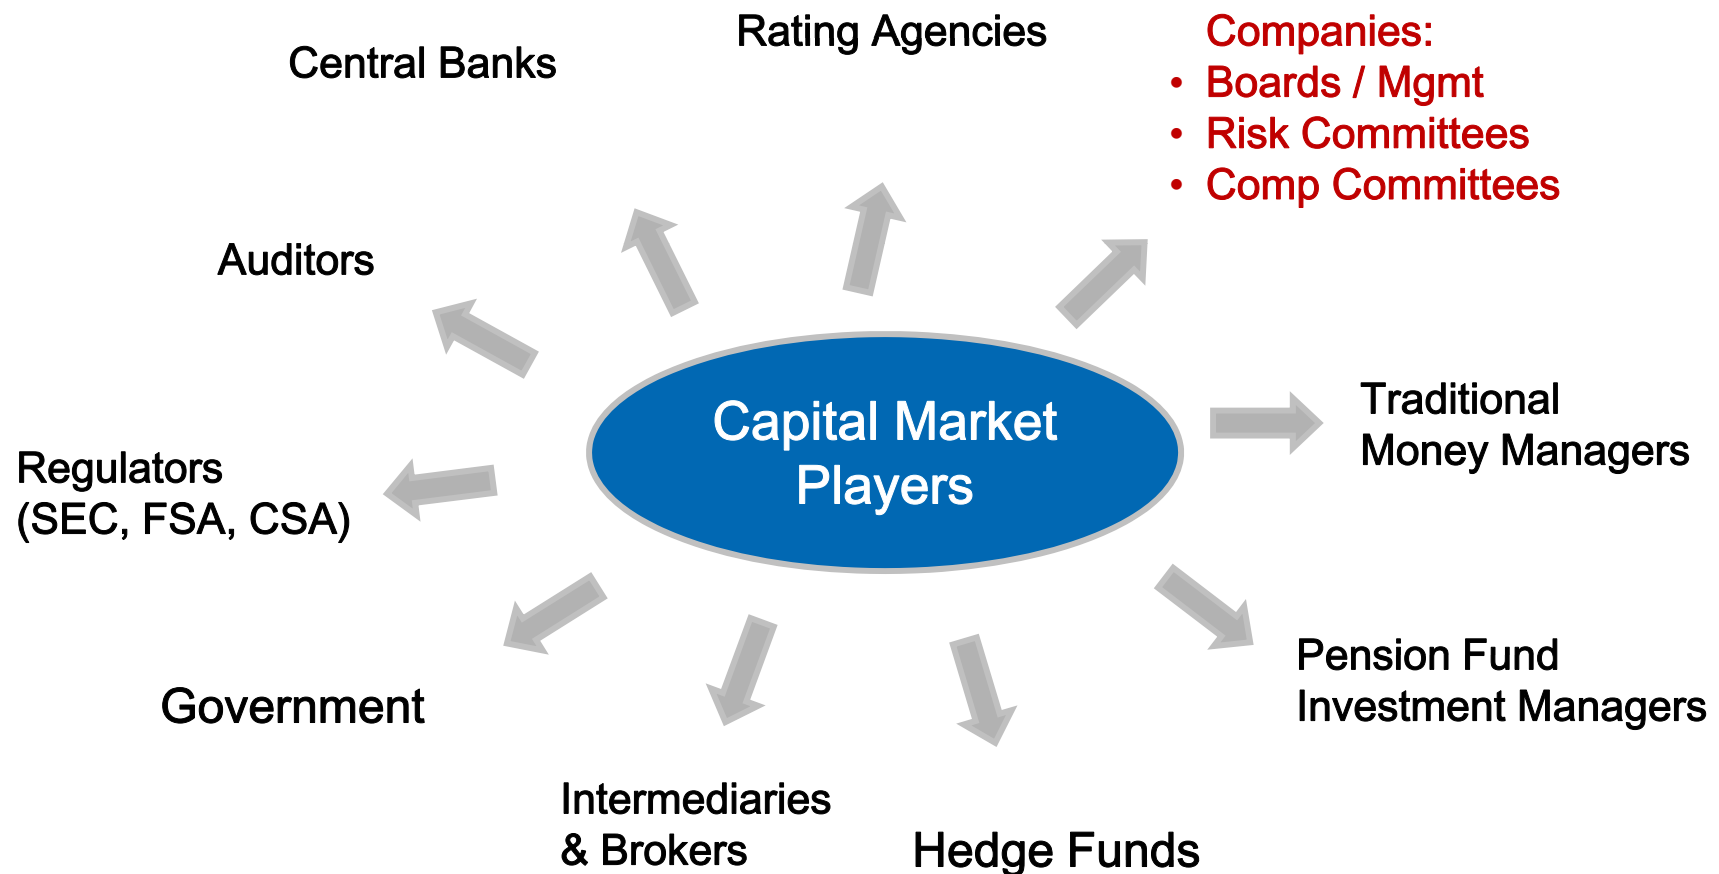 Rating Agencies
Central Banks
Companies:
• Boards / Mgmt
• Risk Committees
• Comp Committees
Auditors
Capital Market
Players
Traditional
Money Managers
Regulators
(SEC, FSA, CSA)
Pension Fund
Investment Managers
Government
Intermediaries
& Brokers
Hedge Funds